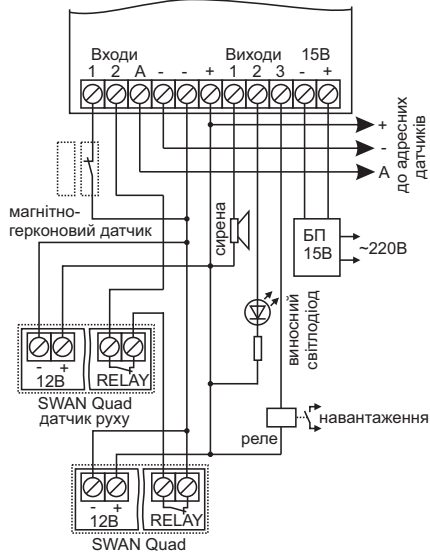 Входи Виходи 15В
1 2 А - - + 1 2 3 - +
+
-
А
до адресних
датчиків
магнітно-
герконовий датчик
сирена
БП
15В
~220В
виносний
світлодіод
- +
12В
RELAY
SWAN Quad
датчик руху
реле
навантаження
- +
12В
RELAY
SWAN Quad